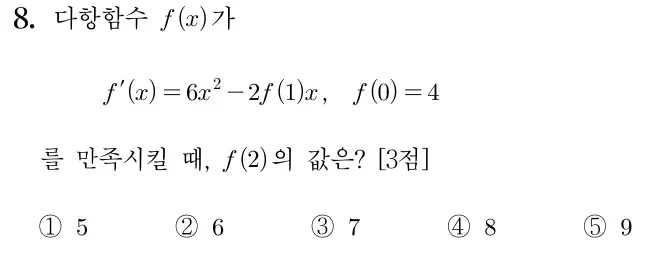 8. 다항함수 f(x)가
f′(x)=6x²−2f(1)x, f(0)=4
를 만족시킬 때, f(2)의 값은? [3점]
① 5 ② 6 ③ 7 ④ 8 ⑤ 9